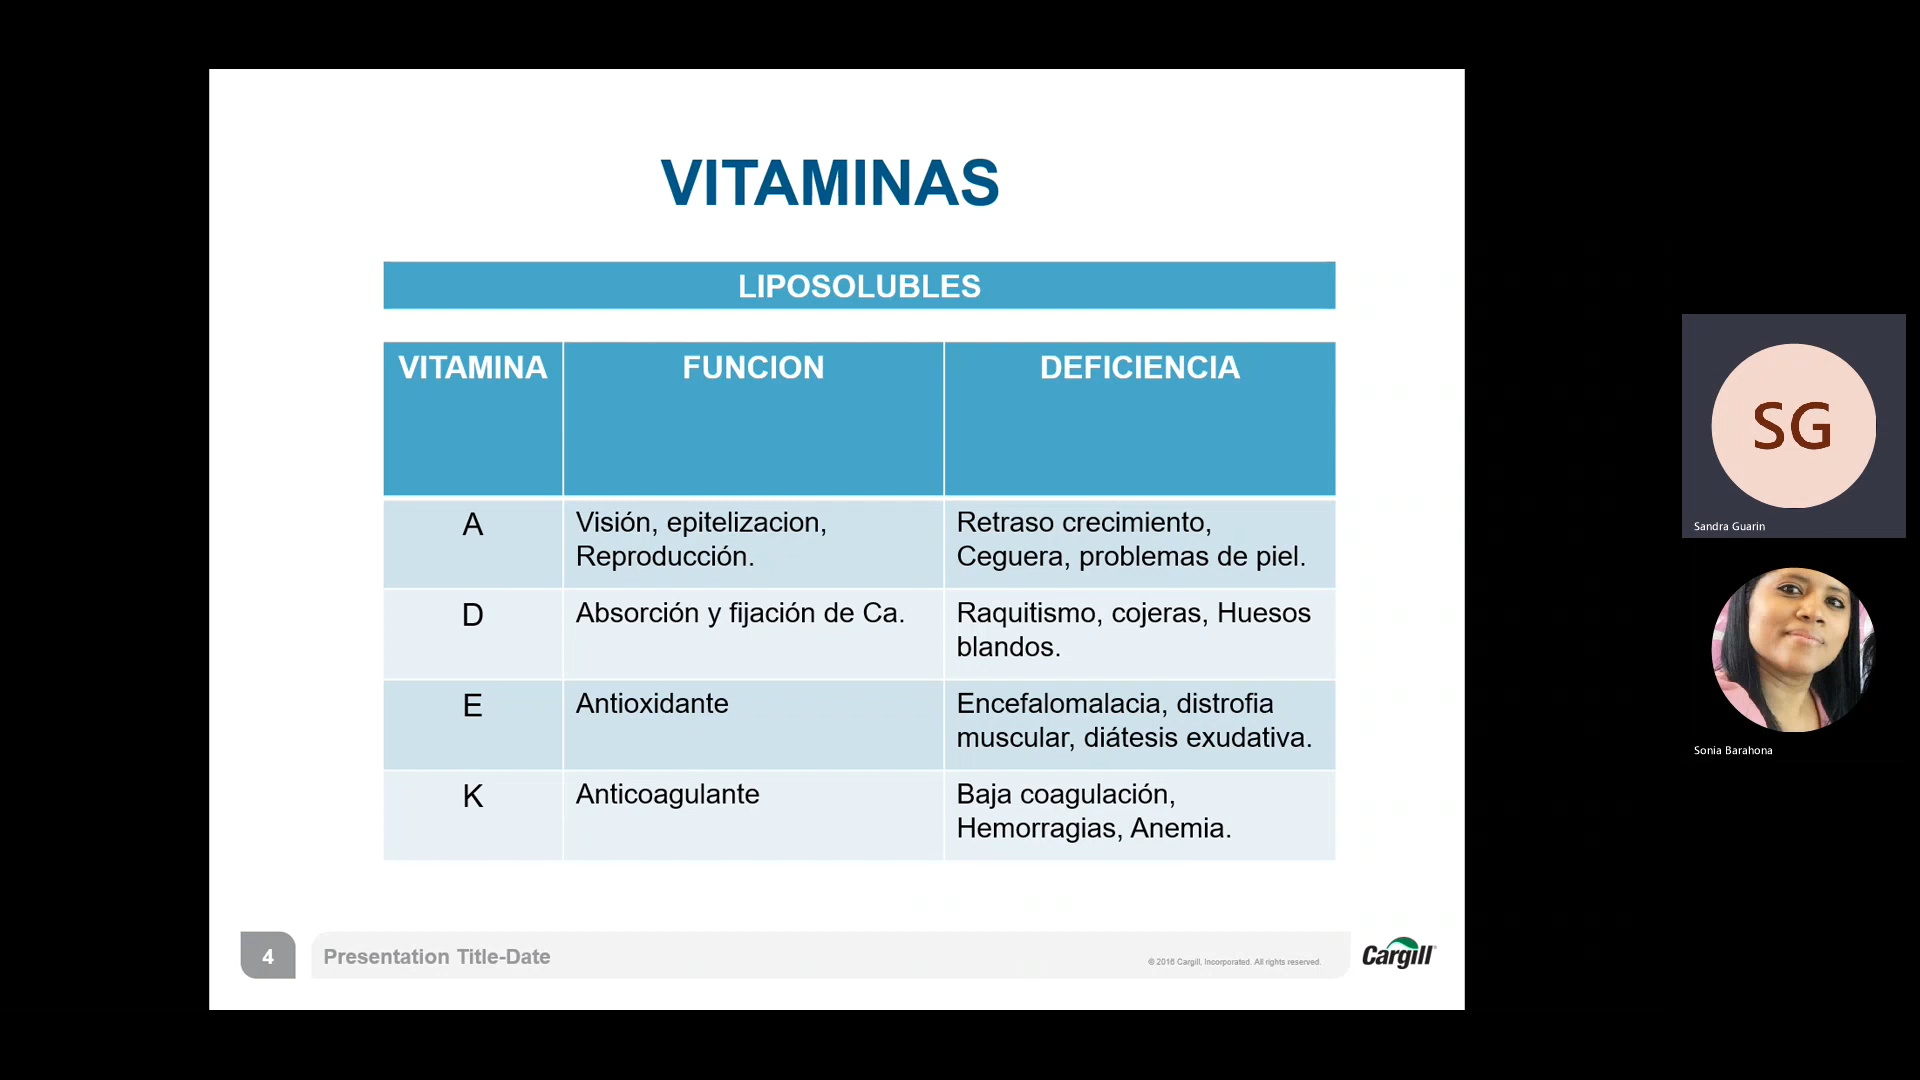 VITAMINAS
LIPOSOLUBLES
VITAMINA FUNCION DEFICIENCIA
A
Visión, epitelizacion,
Reproducción.
Retraso crecimiento,
Ceguera, problemas de piel.
D
Absorción y fijación de Ca.
Raquitismo, cojeras, Huesos
blandos.
E
Antioxidante
Encefalomalacia, distrofia
muscular, diátesis exudativa.
K
Anticoagulante
Baja coagulación,
Hemorragias, Anemia.
4
Presentation Title-Date
© 2016 Cargill, Incorporated. All rights reserved.
Cargill®
SG
Sandra Guarin
Sonia Barahona